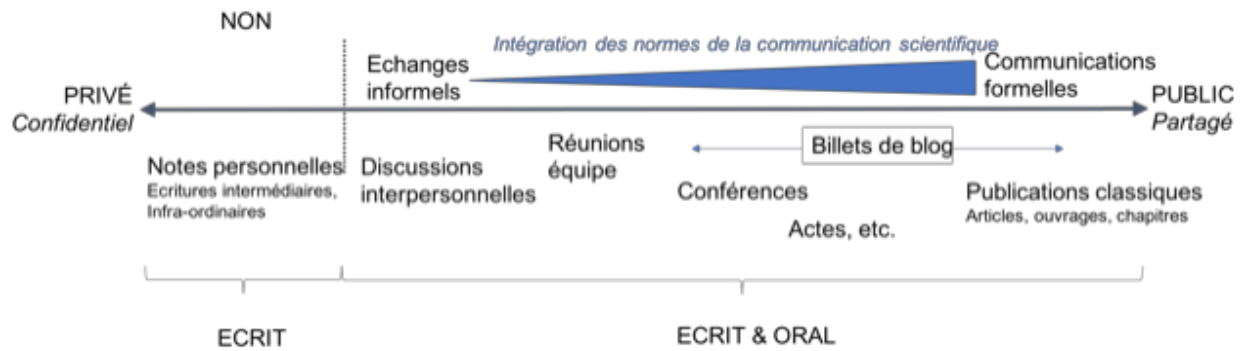 NON
Intégration des normes de la communication scientifique
Echanges
informels
Communications
formelles
PRIVÉ
Confidentiel
PUBLIC
Partagé
Notes personnelles
Ecritures intermédiaires,
Infra-ordinaires
Discussions
interpersonnelles
Réunions
équipe
Billets de blog
Conférences
Actes, etc.
Publications classiques
Articles, ouvrages, chapitres
ECRIT
ECRIT & ORAL